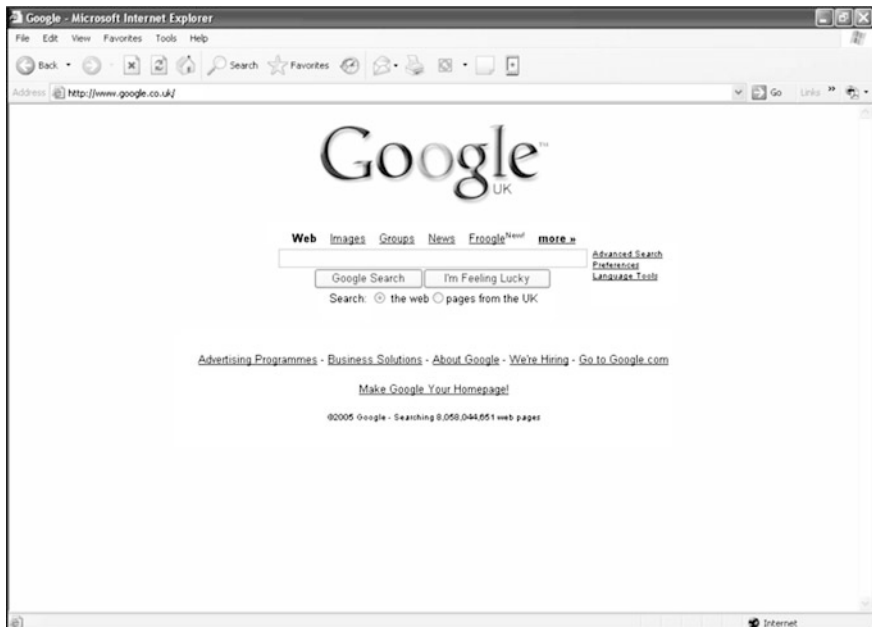 Google - Microsoft Internet Explorer
File Edit View Favorites Tools Help
Back Search Favorites
Address http://www.google.co.uk/ Go Links »
Google™
UK
Web Images Groups News Froogle New! more »
Advanced Search
Preferences
Language Tools
Google Search I'm Feeling Lucky
Search: the web pages from the UK
Advertising Programmes - Business Solutions - About Google - We're Hiring - Go to Google.com
Make Google Your Homepage!
©2005 Google - Searching 8,058,044,651 web pages
Internet